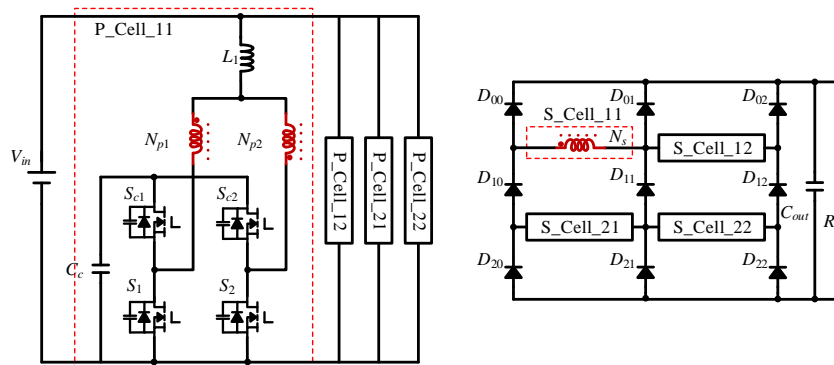 P_Cell_11
L1
Np1
Np2
Vin
Sc1
Sc2
Cc
S1
S2
P_Cell_12
P_Cell_21
P_Cell_22
D00
D01
D02
S_Cell_11
Ns
S_Cell_12
D10
D11
D12
Cout
R
S_Cell_21
S_Cell_22
D20
D21
D22